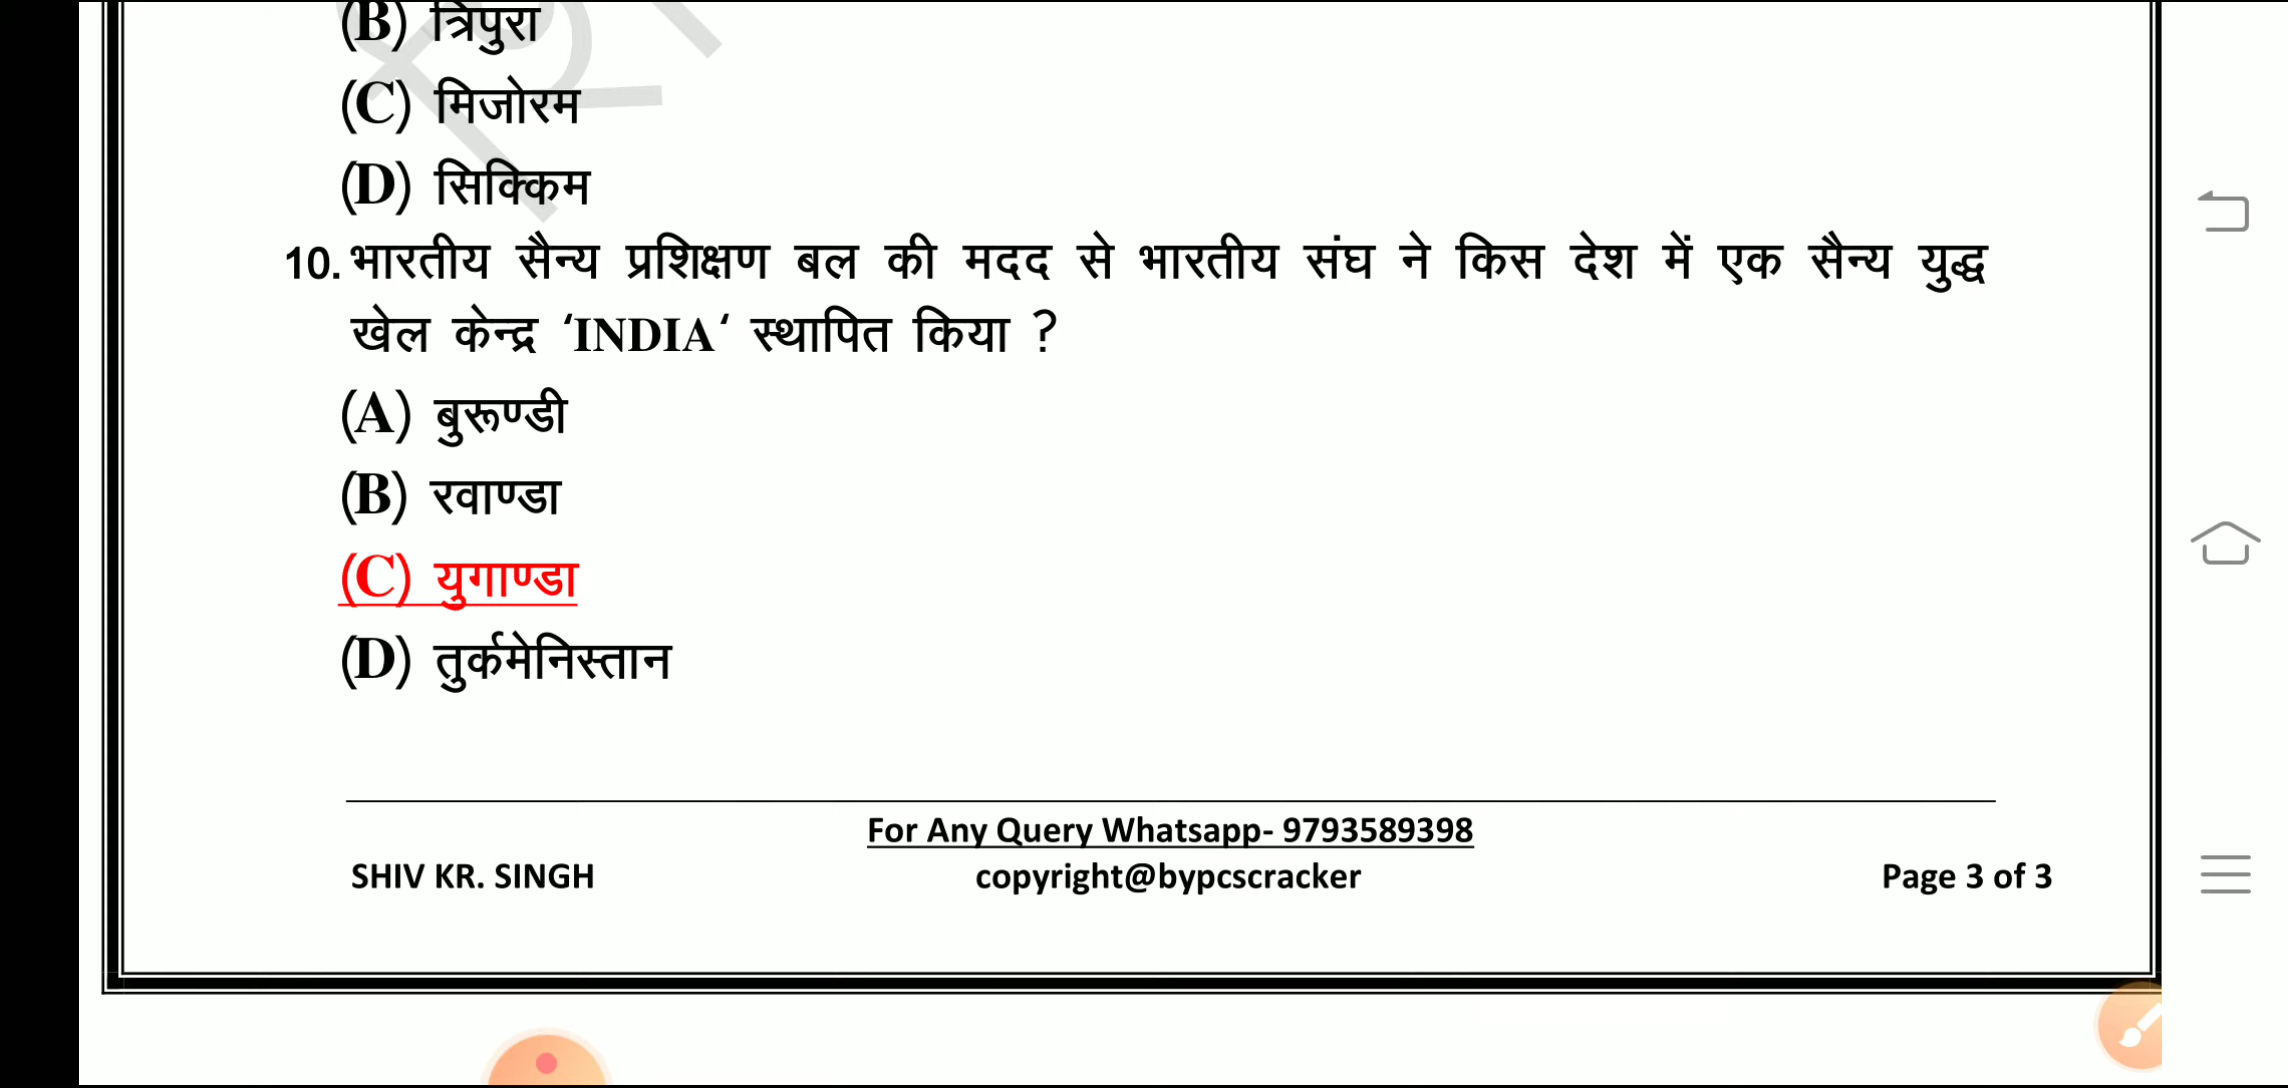 (B) त्रिपुरा
(C) मिजोरम
(D) सिक्किम
10. भारतीय सैन्य प्रशिक्षण बल की मदद से भारतीय संघ ने किस देश में एक सैन्य युद्ध
खेल केन्द्र ‘INDIA‘ स्थापित किया ?
(A) बुरूण्डी
(B) रवाण्डा
(C) युगाण्डा
(D) तुर्कमेनिस्तान
For Any Query Whatsapp- 9793589398
SHIV KR. SINGH copyright@bypcscracker Page 3 of 3